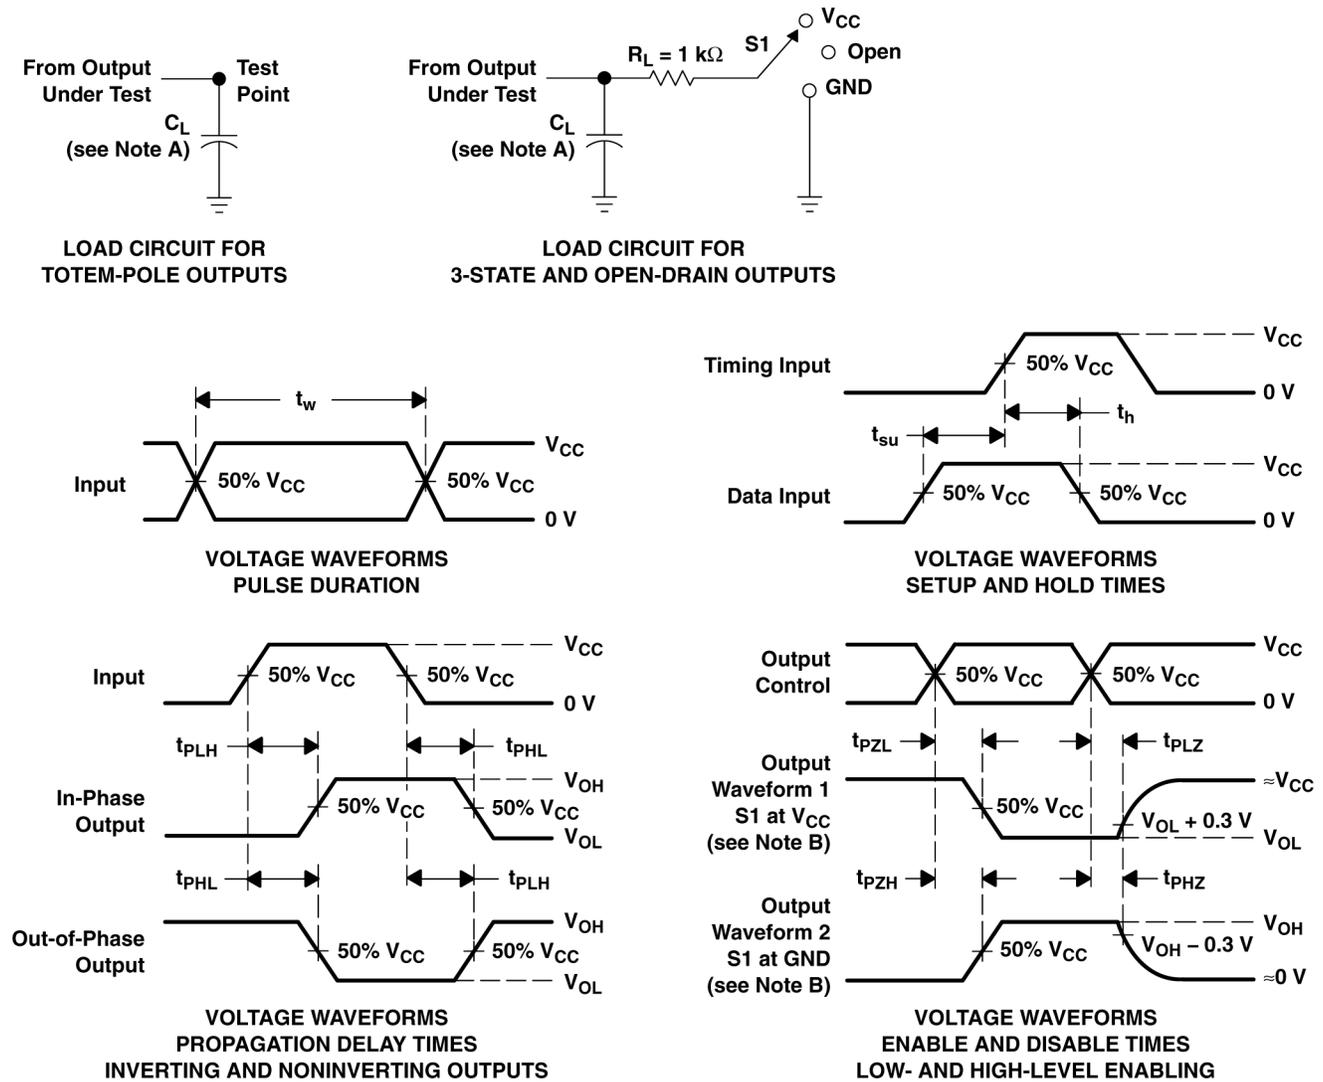 From Output
Under Test
Test
Point
CL
(see Note A)
LOAD CIRCUIT FOR
TOTEM-POLE OUTPUTS
From Output
Under Test
RL = 1 kΩ
S1
VCC
Open
GND
CL
(see Note A)
LOAD CIRCUIT FOR
3-STATE AND OPEN-DRAIN OUTPUTS
tw
Input
50% VCC
50% VCC
VCC
0 V
VOLTAGE WAVEFORMS
PULSE DURATION
Timing Input
50% VCC
VCC
0 V
th
tsu
Data Input
50% VCC
50% VCC
VCC
0 V
VOLTAGE WAVEFORMS
SETUP AND HOLD TIMES
Input
50% VCC
50% VCC
VCC
0 V
tPLH
tPHL
In-Phase
Output
50% VCC
50% VCC
VOH
VOL
tPHL
tPLH
Out-of-Phase
Output
50% VCC
50% VCC
VOH
VOL
VOLTAGE WAVEFORMS
PROPAGATION DELAY TIMES
INVERTING AND NONINVERTING OUTPUTS
Output
Control
50% VCC
50% VCC
VCC
0 V
tPZL
tPLZ
Output
Waveform 1
S1 at VCC
(see Note B)
50% VCC
VOL + 0.3 V
≈VCC
VOL
tPZH
tPHZ
Output
Waveform 2
S1 at GND
(see Note B)
50% VCC
VOH − 0.3 V
VOH
≈0 V
VOLTAGE WAVEFORMS
ENABLE AND DISABLE TIMES
LOW- AND HIGH-LEVEL ENABLING